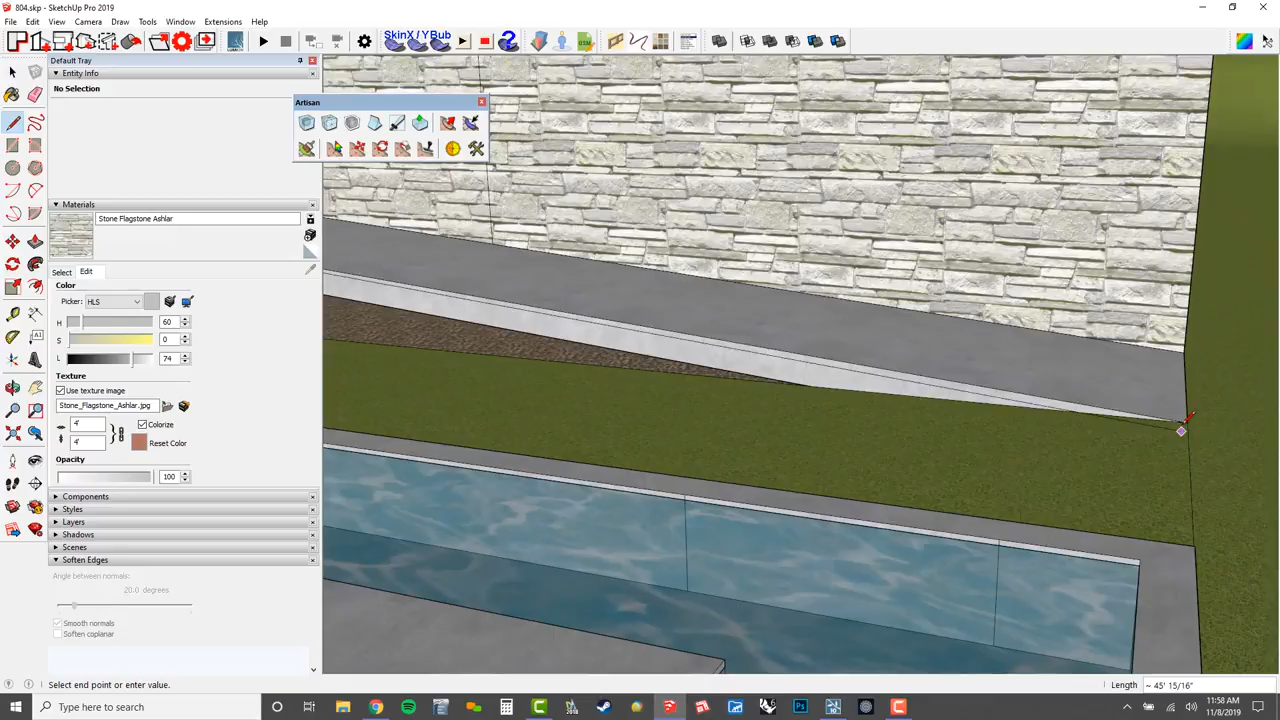 804.skp - SketchUp Pro 2019
File Edit View Camera Draw Tools Window Extensions Help
SkinX / YBub
Default Tray
Entity Info
No Selection
Artisan
Materials
Stone Flagstone Ashlar
Select Edit
Color
Picker: HLS
H 60
S 0
L 74
Texture
Use texture image
Stone_Flagstone_Ashlar.jpg
4' Colorize
4' Reset Color
Opacity
100
Components
Styles
Layers
Shadows
Scenes
Soften Edges
Angle between normals:
20.0 degrees
Smooth normals
Soften coplanar
Select end point or enter value.
Length ~ 45' 15/16"
Type here to search
11:58 AM
11/8/2019